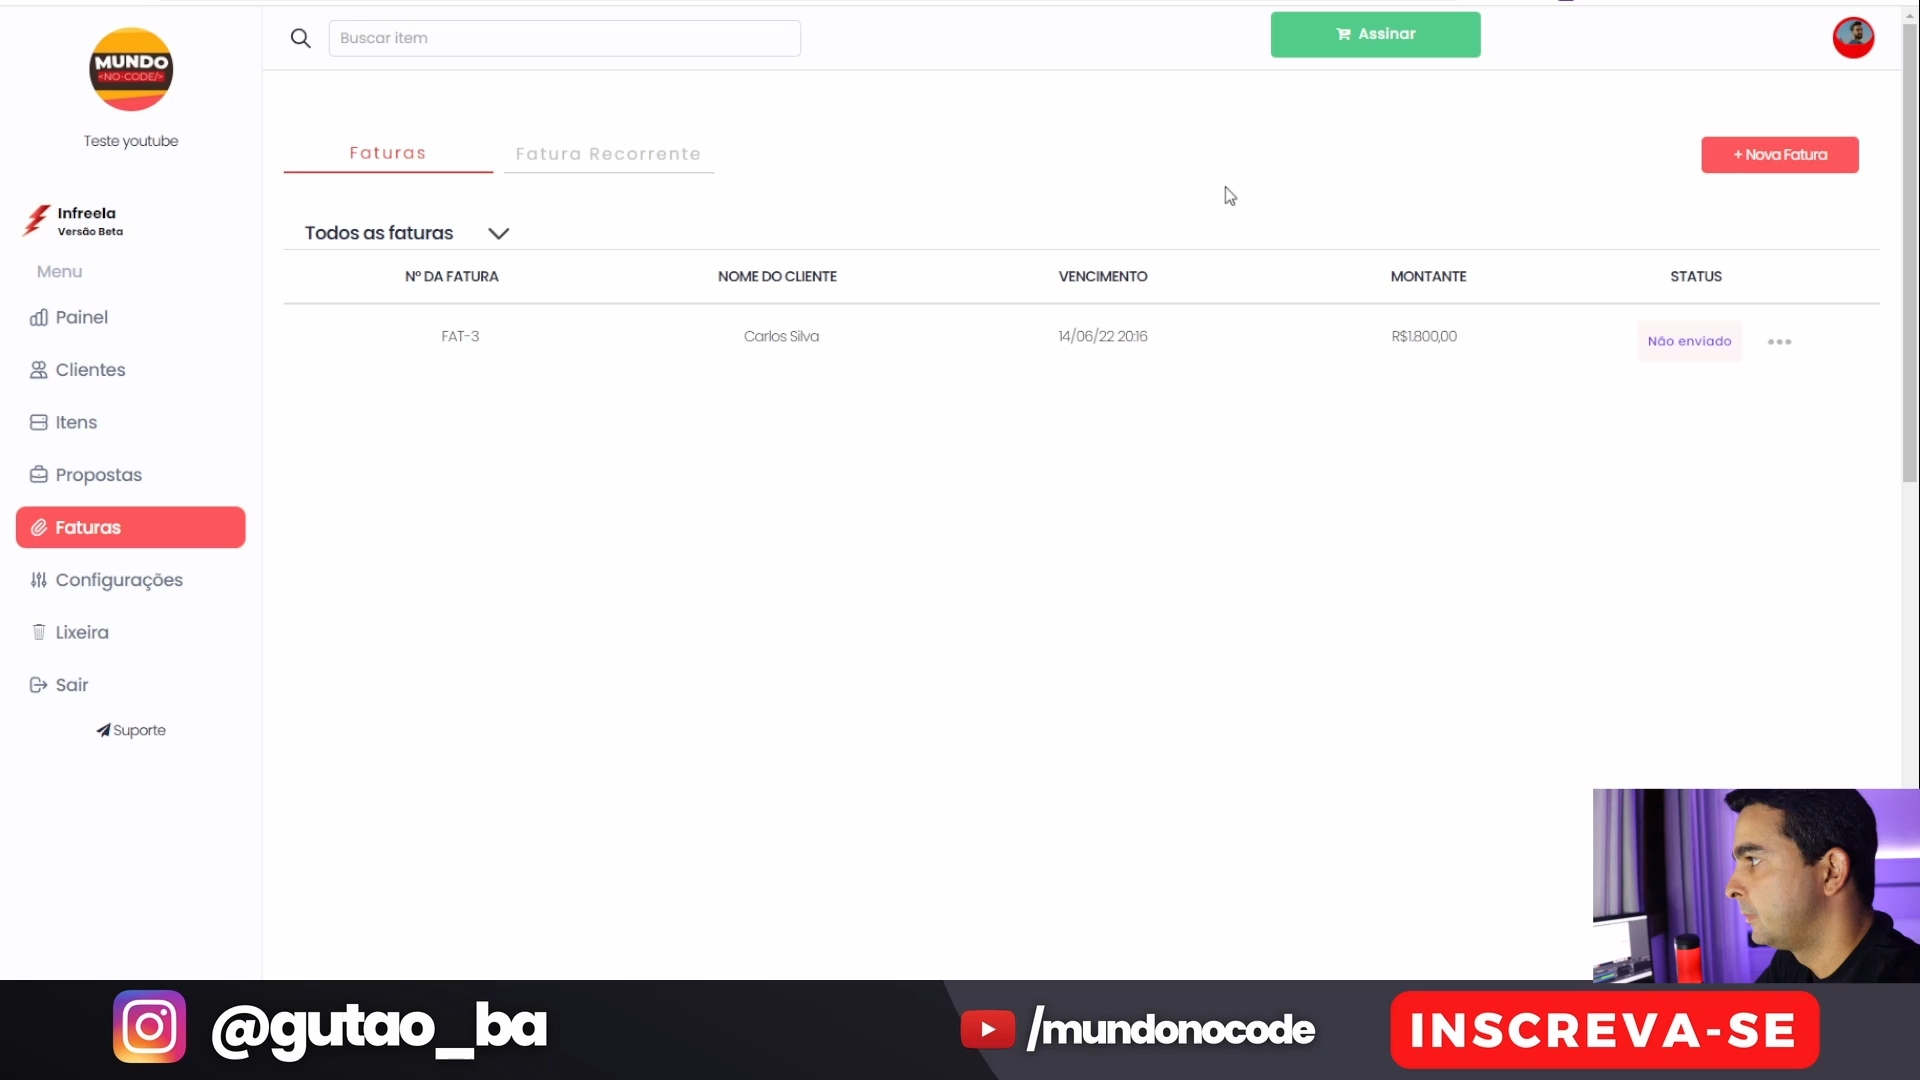 MUNDO
<NO-CODE/>
Teste youtube
Infreela
Versão Beta
Menu
Painel
Clientes
Itens
Propostas
Faturas
Configurações
Lixeira
Sair
Suporte
Buscar item
Assinar
Faturas
Fatura Recorrente
+ Nova Fatura
Todos as faturas
Nº DA FATURA NOME DO CLIENTE VENCIMENTO MONTANTE STATUS
FAT-3 Carlos Silva 14/06/22 20:16 R$1.800,00 Não enviado
@gutao_ba
/mundonocode
INSCREVA-SE